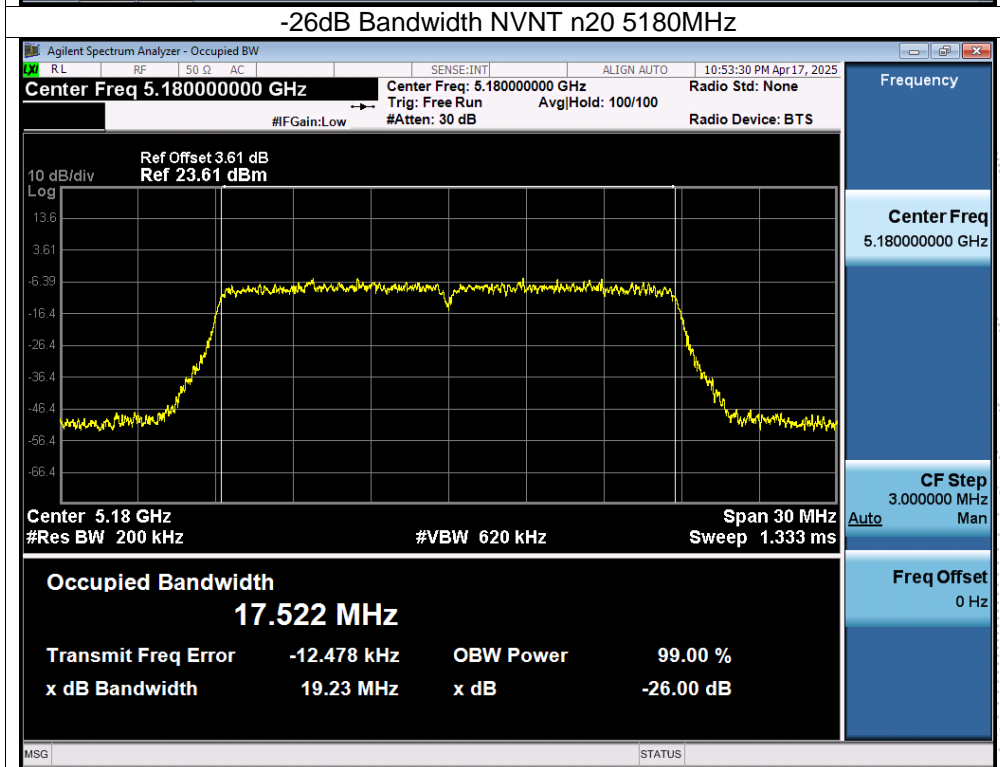 -26dB Bandwidth NVNT n20 5180MHz
Agilent Spectrum Analyzer - Occupied BW
LXI RL RF 50 Ω AC SENSE:INT ALIGN AUTO 10:53:30 PM Apr 17, 2025
Center Freq 5.180000000 GHz
Center Freq: 5.180000000 GHz Radio Std: None
Trig: Free Run Avg|Hold: 100/100
#IFGain:Low #Atten: 30 dB Radio Device: BTS
Ref Offset 3.61 dB
10 dB/div Ref 23.61 dBm
Log
13.6
3.61
-6.39
-16.4
-26.4
-36.4
-46.4
-56.4
-66.4
Center 5.18 GHz Span 30 MHz
#Res BW 200 kHz #VBW 620 kHz Sweep 1.333 ms
Occupied Bandwidth
17.522 MHz
Transmit Freq Error -12.478 kHz OBW Power 99.00 %
x dB Bandwidth 19.23 MHz x dB -26.00 dB
MSG STATUS
Frequency
Center Freq
5.180000000 GHz
CF Step
3.000000 MHz
Auto Man
Freq Offset
0 Hz